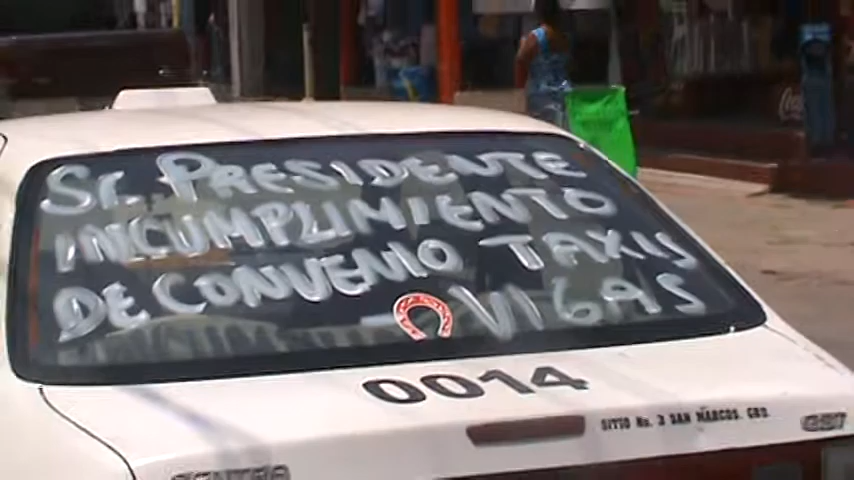 Sr. PRESIDENTE
INCUMPLIMIENTO
DE CONVENIO TAXIS
VIGAS
0014
SITIO No. 3 SAN MARCOS. GRO.